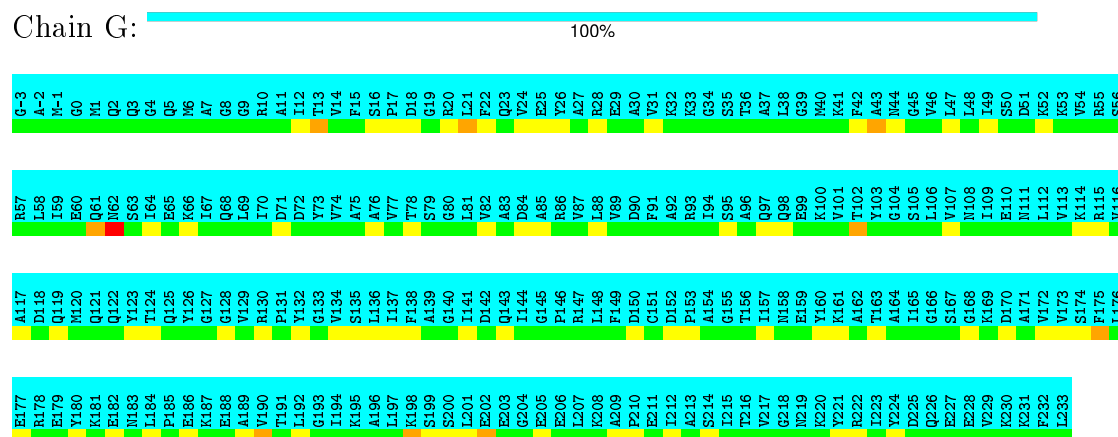 Chain G:
100%
G-3 A-2 M-1 G0 M1 Q2 Q3 G4 Q5 M6 A7 G8 G9 R10 A11 I12 T13 V14 F15 S16 P17 D18 G19 R20 L21 F22 Q23 V24 E25 Y26 A27 R28 E29 A30 V31 K32 K33 G34 S35 T36 A37 L38 G39 M40 K41 F42 A43 N44 G45 V46 L47 L48 I49 S50 D51 K52 K53 V54 R55 S56
R57 L58 I59 E60 Q61 N62 S63 I64 E65 K66 I67 Q68 L69 I70 D71 D72 Y73 V74 A75 A76 V77 T78 S79 G80 L81 V82 A83 D84 A85 R86 V87 L88 V89 D90 F91 A92 R93 I94 S95 A96 Q97 Q98 E99 K100 V101 T102 Y103 G104 S105 L106 V107 N108 I109 E110 N111 L112 V113 K114 R115 V116
A117 D118 Q119 M120 Q121 Q122 Y123 T124 Q125 Y126 G127 G128 V129 R130 P131 Y132 G133 V134 S135 L136 I137 F138 A139 G140 I141 D142 Q143 I144 G145 P146 R147 L148 F149 D150 C151 D152 P153 A154 G155 T156 I157 N158 E159 Y160 K161 A162 T163 A164 I165 G166 S167 G168 K169 D170 A171 V172 V173 S174 F175 L176
E177 R178 E179 Y180 K181 E182 N183 L184 P185 E186 K187 E188 A189 V190 T191 L192 G193 I194 K195 A196 L197 K198 S199 S200 L201 E202 E203 G204 E205 E206 L207 K208 A209 P210 E211 I212 A213 S214 I215 T216 V217 G218 N219 K220 Y221 R222 I223 Y224 D225 Q226 E227 E228 V229 K230 K231 F232 L233